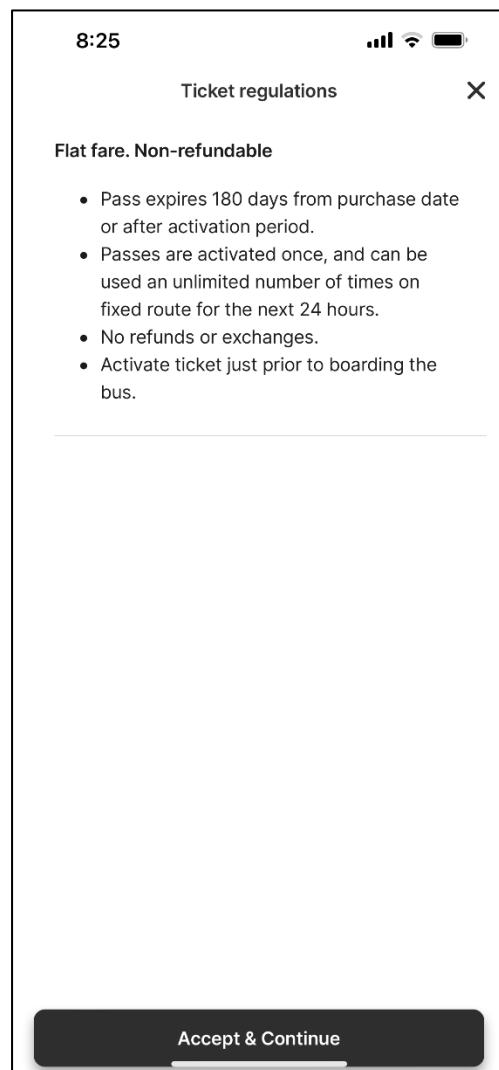 8:25
Ticket regulations
Flat fare. Non-refundable
• Pass expires 180 days from purchase date
or after activation period.
• Passes are activated once, and can be
used an unlimited number of times on
fixed route for the next 24 hours.
• No refunds or exchanges.
• Activate ticket just prior to boarding the
bus.
Accept & Continue